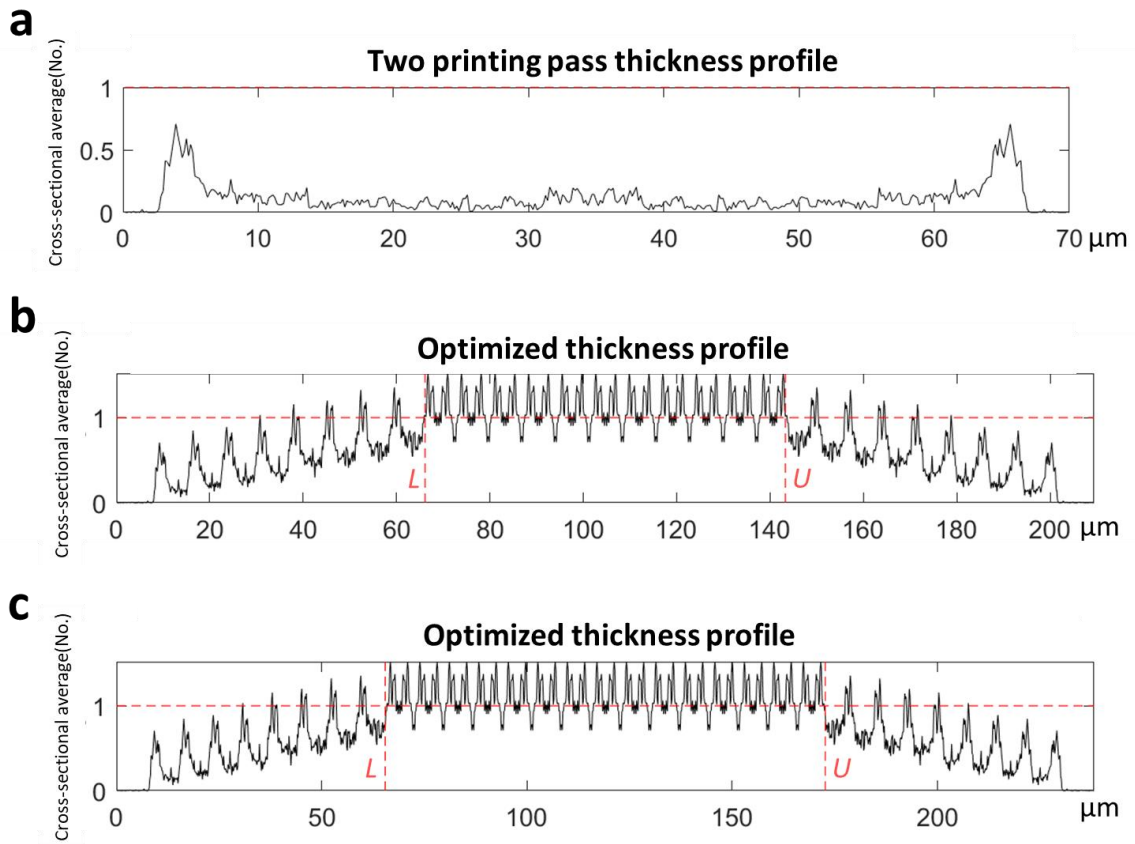 a
Two printing pass thickness profile
Cross-sectional average(No.)
1
0.5
0
0 10 20 30 40 50 60 70 μm
b
Optimized thickness profile
Cross-sectional average(No.)
1
0
L U
0 20 40 60 80 100 120 140 160 180 200 μm
c
Optimized thickness profile
Cross-sectional average(No.)
1
0
L U
0 50 100 150 200 μm